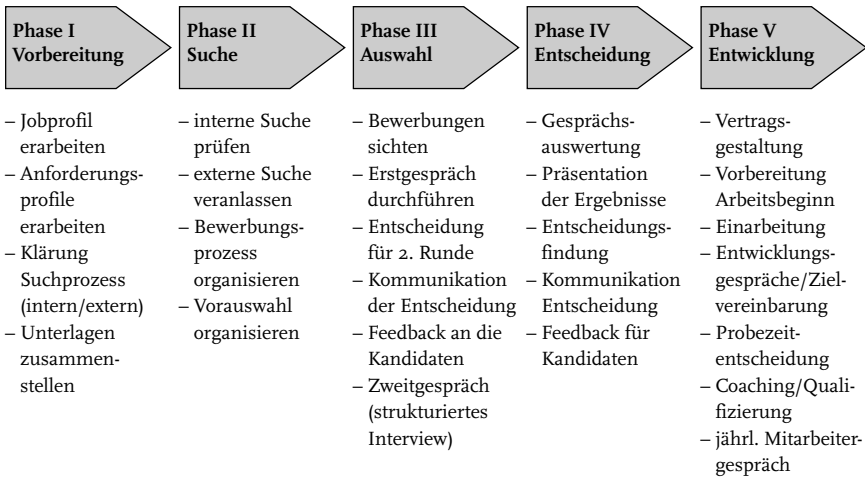 Phase I
Vorbereitung
– Jobprofil
erarbeiten
– Anforderungs-
profile
erarbeiten
– Klärung
Suchprozess
(intern/extern)
– Unterlagen
zusammen-
stellen
Phase II
Suche
– interne Suche
prüfen
– externe Suche
veranlassen
– Bewerbungs-
prozess
organisieren
– Vorauswahl
organisieren
Phase III
Auswahl
– Bewerbungen
sichten
– Erstgespräch
durchführen
– Entscheidung
für 2. Runde
– Kommunikation
der Entscheidung
– Feedback an die
Kandidaten
– Zweitgespräch
(strukturiertes
Interview)
Phase IV
Entscheidung
– Gesprächs-
auswertung
– Präsentation
der Ergebnisse
– Entscheidungs-
findung
– Kommunikation
Entscheidung
– Feedback für
Kandidaten
Phase V
Entwicklung
– Vertrags-
gestaltung
– Vorbereitung
Arbeitsbeginn
– Einarbeitung
– Entwicklungs-
gespräche/Ziel-
vereinbarung
– Probezeit-
entscheidung
– Coaching/Quali-
fizierung
– jährl. Mitarbeiter-
gespräch